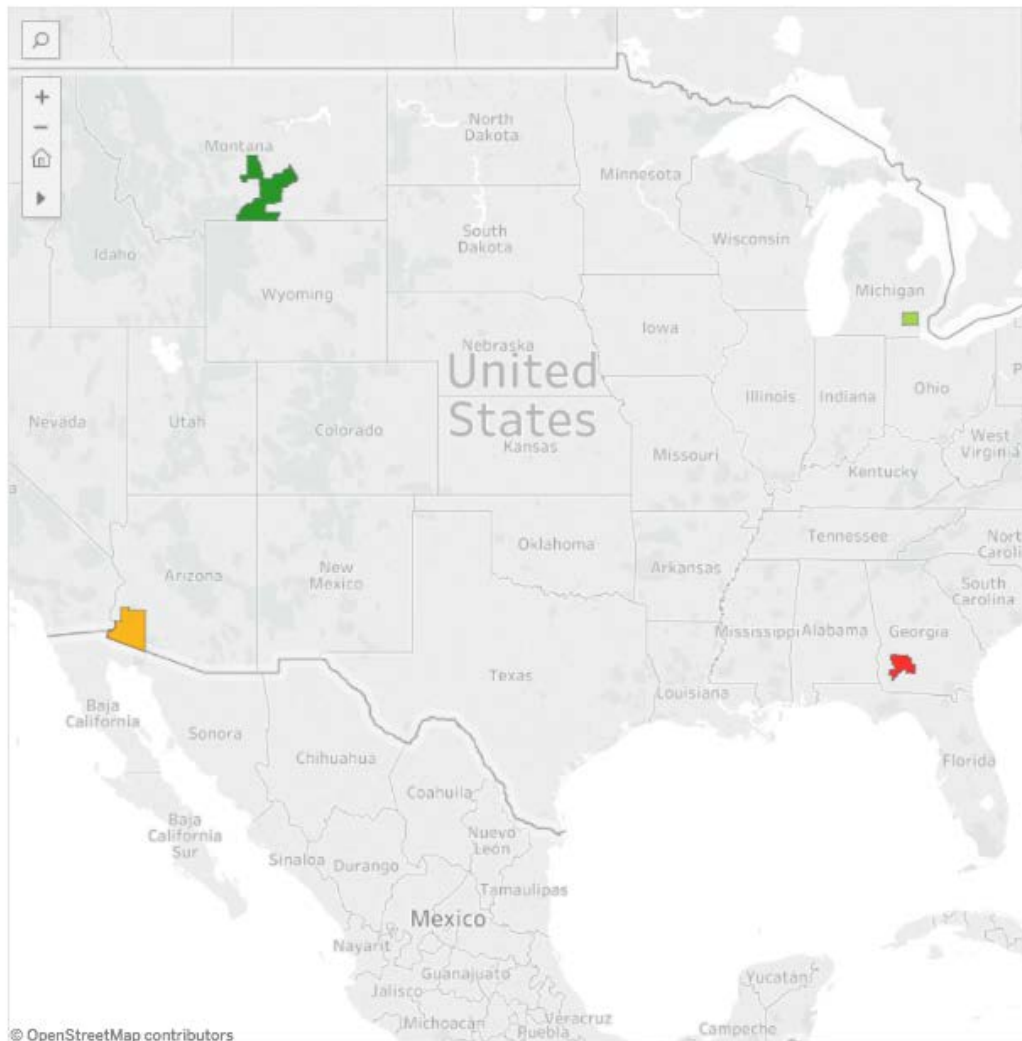 +
−
North
Dakota
Montana
Minnesota
South
Dakota
Wisconsin
Idaho
Wyoming
Michigan
Iowa
Nebraska
United
States
Nevada
Utah
Colorado
Kansas
Illinois
Indiana
Ohio
P
West
Virginia
Missouri
Kentucky
a
Oklahoma
Tennessee
Nort
Caroli
Arizona
New
Mexico
Arkansas
South
Carolina
Mississippi
Alabama
Georgia
Texas
Louisiana
Baja
California
Sonora
Chihuahua
Florida
Coahuila
Baja
California
Sur
Nuevo
León
Sinaloa
Durango
Tamaulipas
Mexico
Nayarit
Guanajuato
Yucatán
Jalisco
Michoacán
Veracruz
Puebla
Campeche
© OpenStreetMap contributors